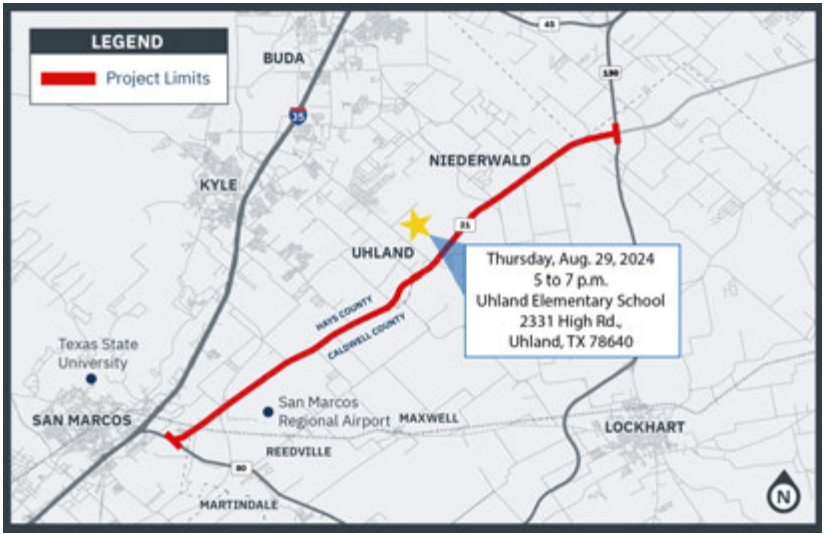 LEGEND
Project Limits
45
BUDA
130
35
NIEDERWALD
KYLE
21
UHLAND
Thursday, Aug. 29, 2024
5 to 7 p.m.
Uhland Elementary School
2331 High Rd.,
Uhland, TX 78640
HAYS COUNTY
CALDWELL COUNTY
Texas State
University
San Marcos
Regional Airport
SAN MARCOS
MAXWELL
LOCKHART
REEDVILLE
80
MARTINDALE
N